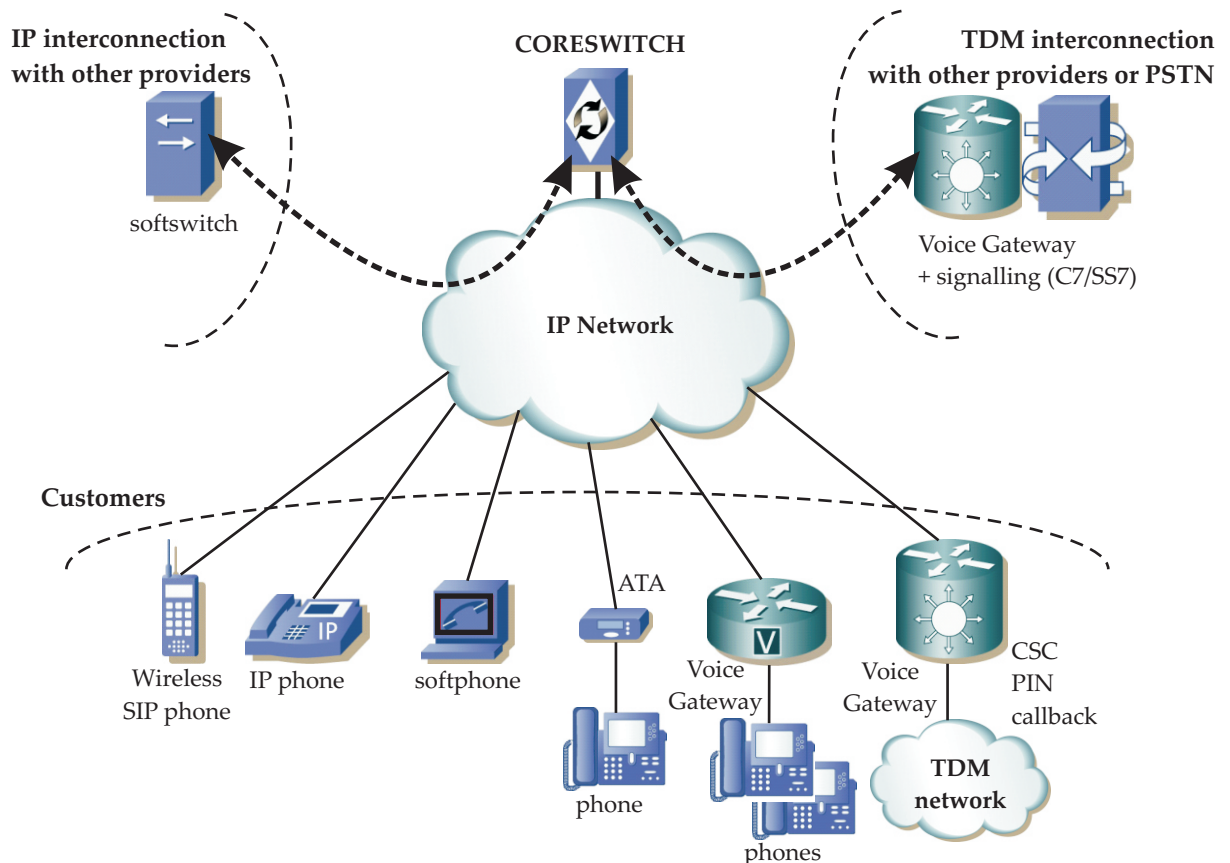 IP interconnection
with other providers
CORESWITCH
TDM interconnection
with other providers or PSTN
softswitch
Voice Gateway
+ signalling (C7/SS7)
IP Network
Customers
Wireless
SIP phone
IP
IP phone
softphone
ATA
phone
V
Voice
Gateway
phones
Voice
Gateway
CSC
PIN
callback
TDM
network